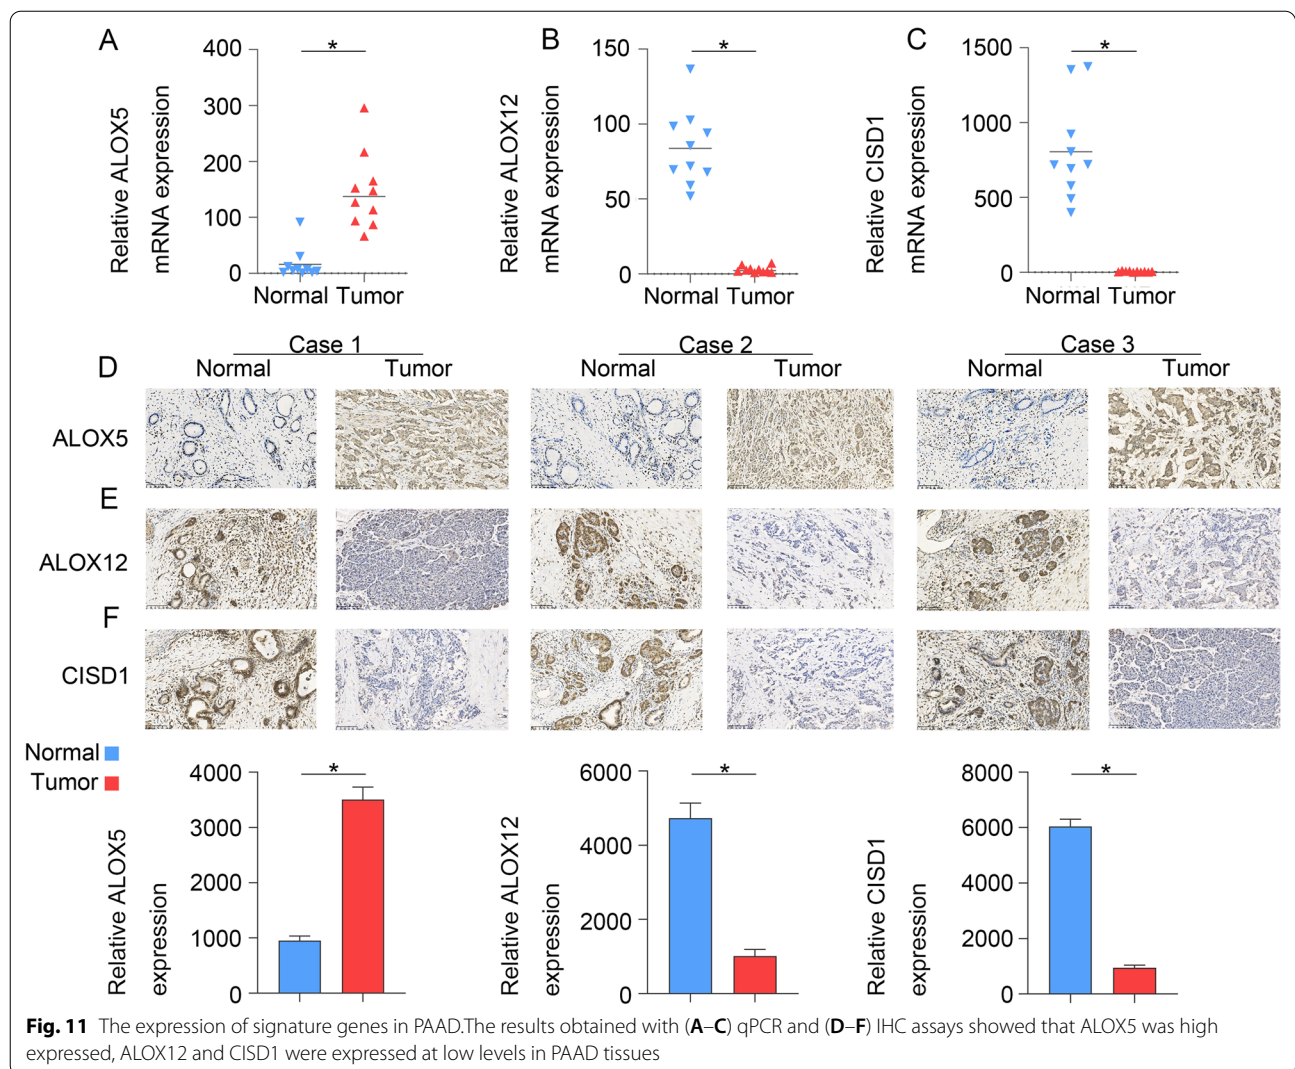 A
400
300
200
100
0
Relative ALOX5
mRNA expression
*
Normal Tumor
B
150
100
50
0
Relative ALOX12
mRNA expression
*
Normal Tumor
C
1500
1000
500
0
Relative CISD1
mRNA expression
*
Normal Tumor
Case 1 Case 2 Case 3
D Normal Tumor Normal Tumor Normal Tumor
ALOX5
E
ALOX12
F
CISD1
Normal
Tumor
4000
3000
2000
1000
0
Relative ALOX5
expression
*
6000
4000
2000
0
Relative ALOX12
expression
*
8000
6000
4000
2000
0
Relative CISD1
expression
*
Fig. 11 The expression of signature genes in PAAD.The results obtained with (A–C) qPCR and (D–F) IHC assays showed that ALOX5 was high
expressed, ALOX12 and CISD1 were expressed at low levels in PAAD tissues